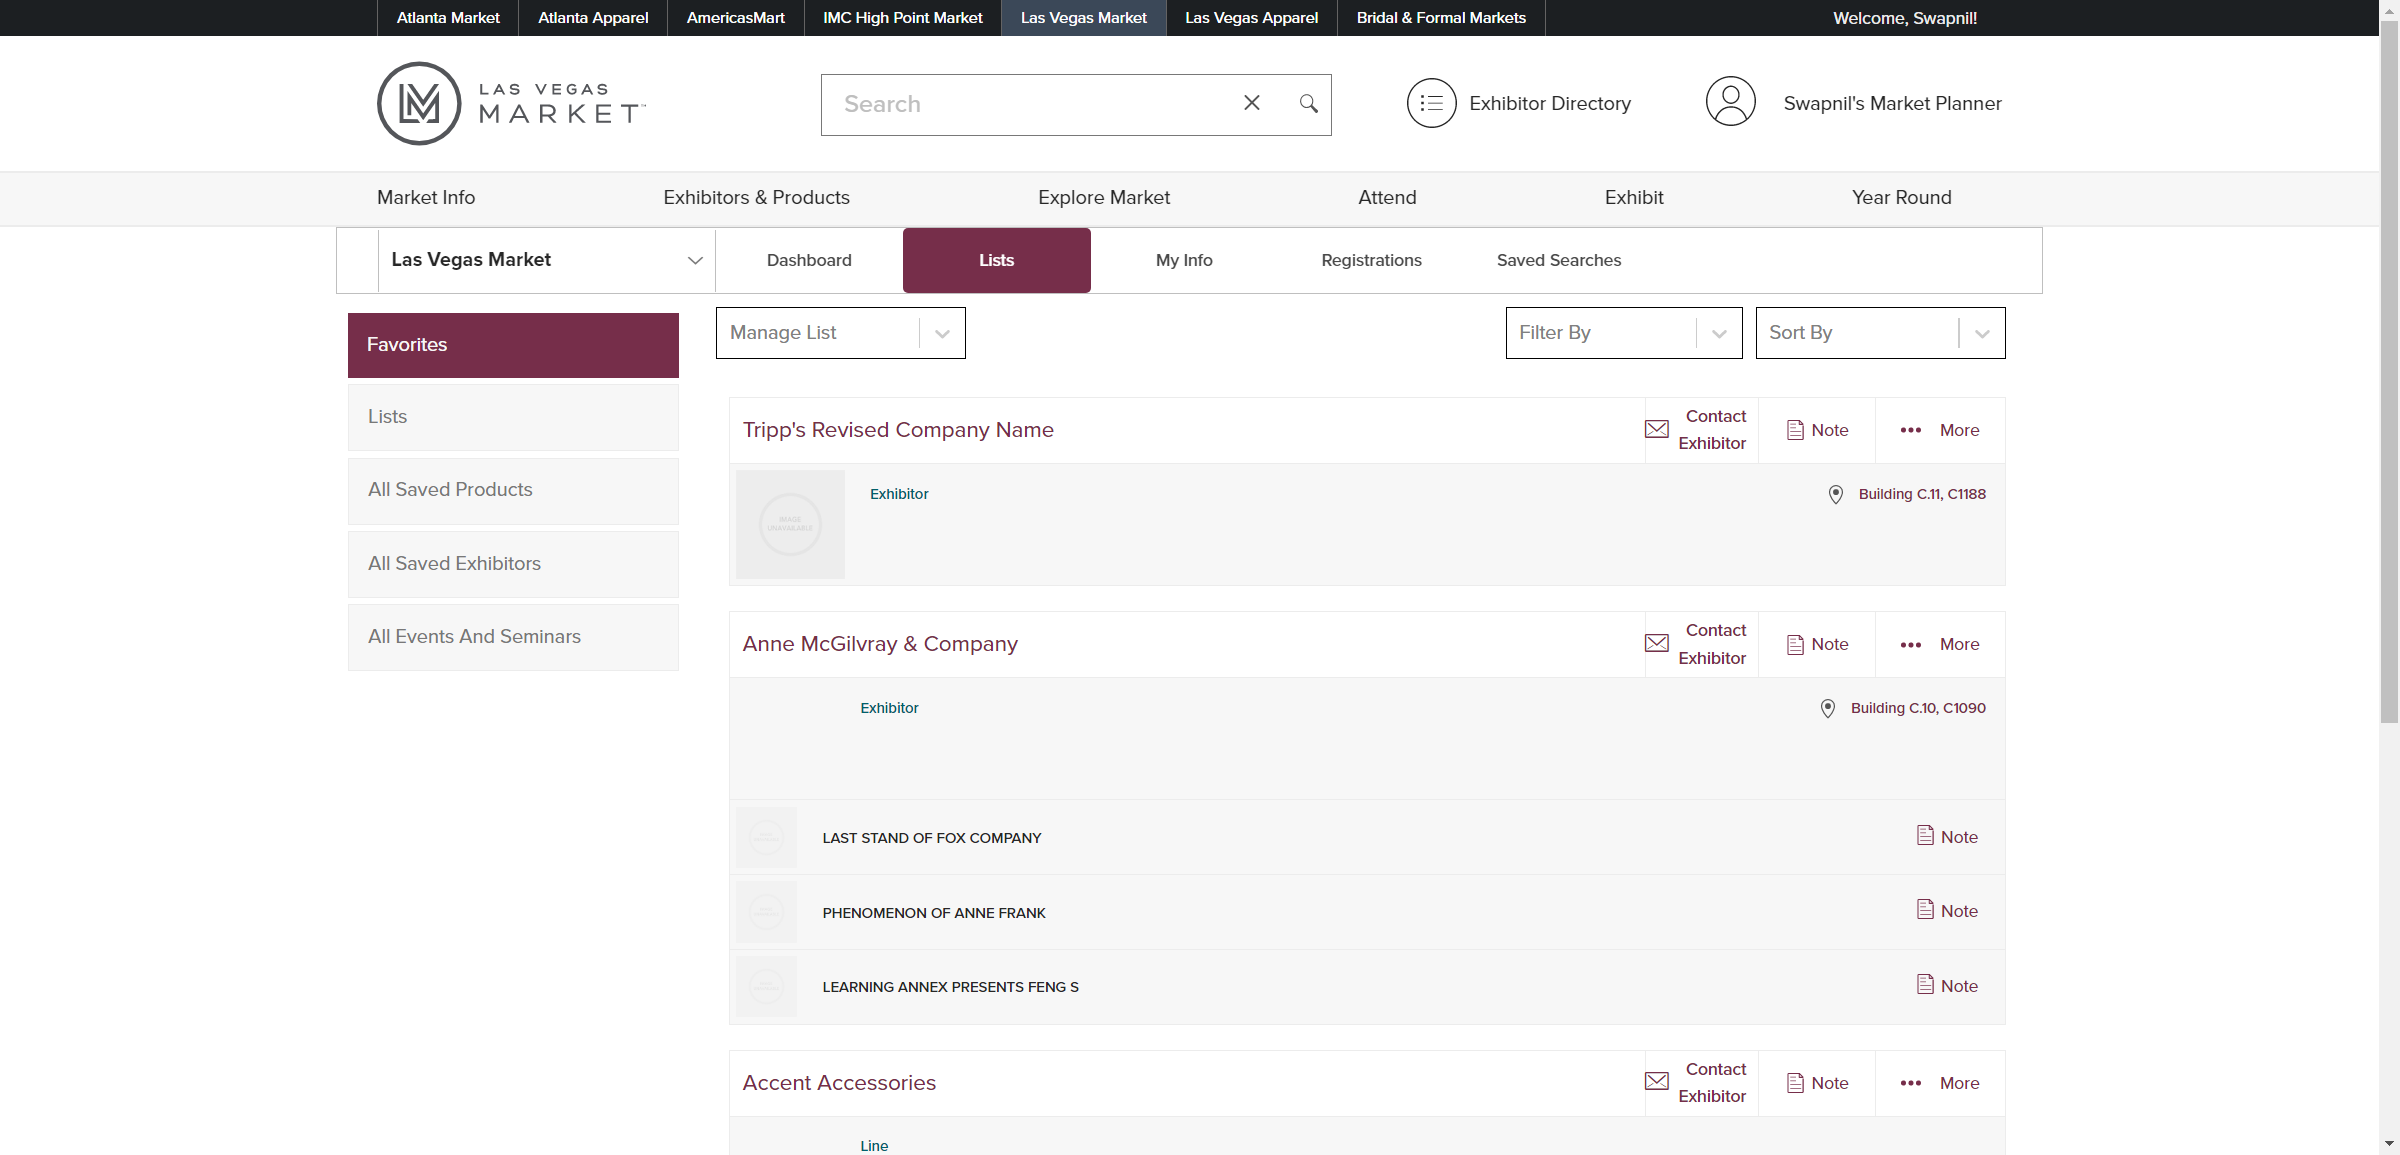 Atlanta Market Atlanta Apparel AmericasMart IMC High Point Market Las Vegas Market Las Vegas Apparel Bridal & Formal Markets Welcome, Swapnil!
LAS VEGAS
MARKET
Search
Exhibitor Directory
Swapnil's Market Planner
Market Info Exhibitors & Products Explore Market Attend Exhibit Year Round
Las Vegas Market Dashboard Lists My Info Registrations Saved Searches
Manage List Filter By Sort By
Favorites
Lists
All Saved Products
All Saved Exhibitors
All Events And Seminars
Tripp's Revised Company Name Contact Exhibitor Note More
IMAGE
UNAVAILABLE
Exhibitor Building C.11, C1188
Anne McGilvray & Company Contact Exhibitor Note More
Exhibitor Building C.10, C1090
LAST STAND OF FOX COMPANY Note
PHENOMENON OF ANNE FRANK Note
LEARNING ANNEX PRESENTS FENG S Note
Accent Accessories Contact Exhibitor Note More
Line